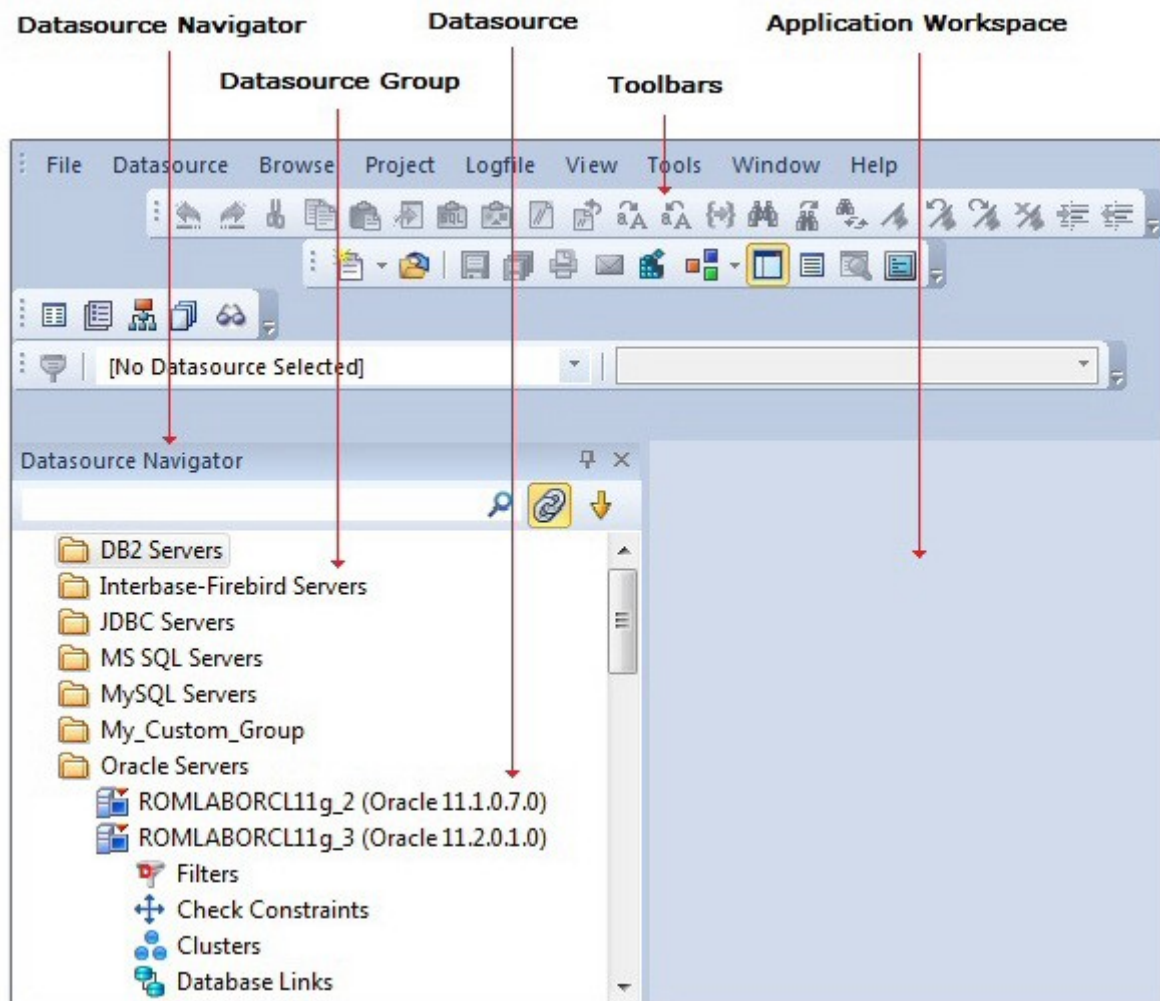 Datasource Navigator Datasource Application Workspace
Datasource Group Toolbars
File Datasource Browse Project Logfile View Tools Window Help
[No Datasource Selected]
Datasource Navigator
DB2 Servers
Interbase-Firebird Servers
JDBC Servers
MS SQL Servers
MySQL Servers
My_Custom_Group
Oracle Servers
ROMLABORCL11g_2 (Oracle 11.1.0.7.0)
ROMLABORCL11g_3 (Oracle 11.2.0.1.0)
Filters
Check Constraints
Clusters
Database Links